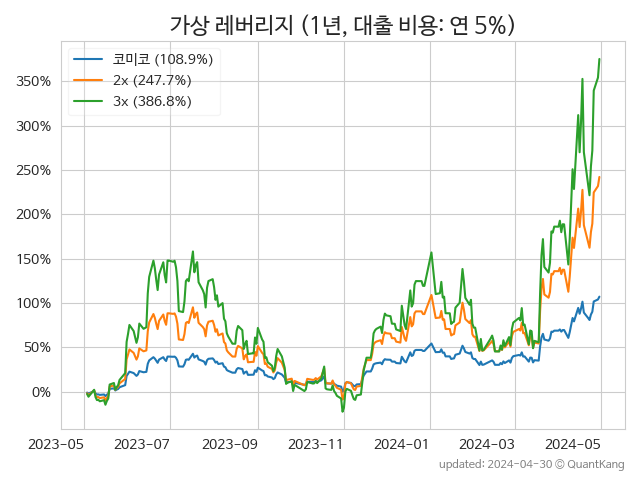 가상 레버리지 (1년, 대출 비용: 연 5%)
코미코 (108.9%)
2x (247.7%)
3x (386.8%)
350%
300%
250%
200%
150%
100%
50%
0%
2023-05 2023-07 2023-09 2023-11 2024-01 2024-03 2024-05
updated: 2024-04-30 © QuantKang